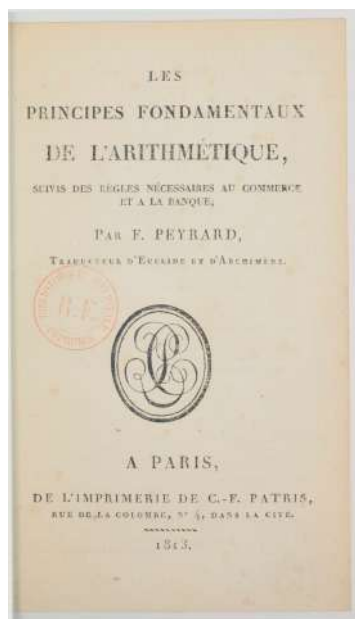 LES
PRINCIPES FONDAMENTAUX
DE L'ARITHMÉTIQUE,
SUIVIS DES RÈGLES NÉCESSAIRES AU COMMERCE
ET A LA BANQUE,
PAR F. PEYRARD,
TRADUCTEUR D'EUCLIDE ET D'ARCHIMÈDE.
A PARIS,
DE L'IMPRIMERIE DE C.-F. PATRIS,
RUE DE LA COLOMBE, N° 4, DANS LA CITÉ.
1813.